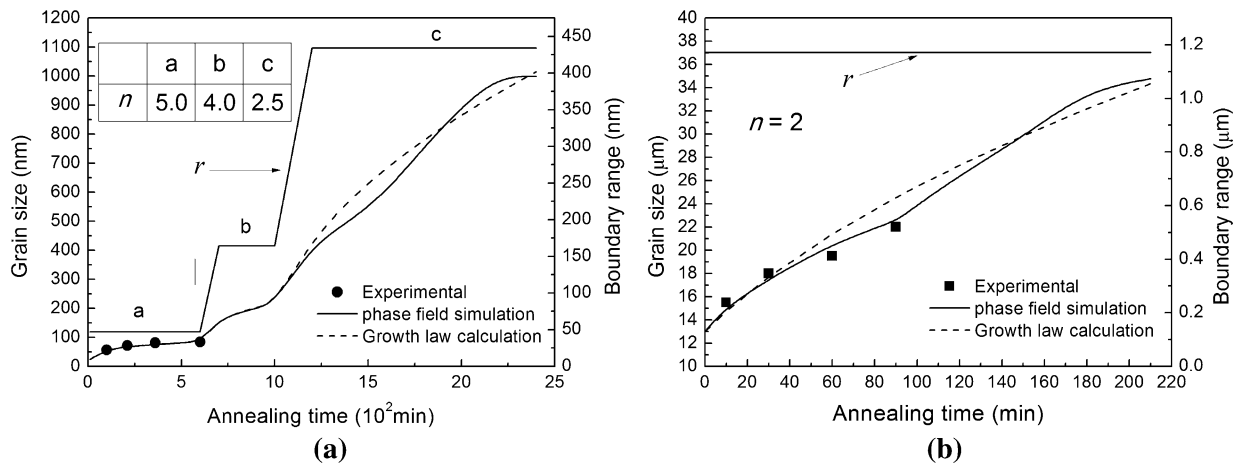 1200
1100
1000
900
800
700
600
500
400
300
200
100
0
Grain size (nm)
a b c
n 5.0 4.0 2.5
r
a
b
c
Experimental
phase field simulation
Growth law calculation
450
400
350
300
250
200
150
100
50
0
Boundary range (nm)
0 5 10 15 20 25
Annealing time (10²min)
(a)
40
38
36
34
32
30
28
26
24
22
20
18
16
14
12
10
Grain size (μm)
r
n = 2
Experimental
phase field simulation
Growth law calculation
1.2
1.0
0.8
0.6
0.4
0.2
0.0
Boundary range (μm)
0 20 40 60 80 100 120 140 160 180 200 220
Annealing time (min)
(b)